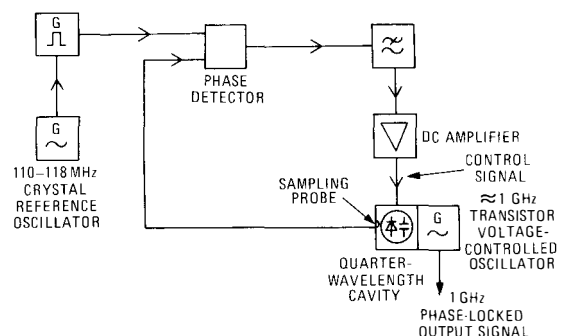 G
PHASE
DETECTOR
G
110–118 MHz
CRYSTAL
REFERENCE
OSCILLATOR
DC AMPLIFIER
CONTROL
SIGNAL
SAMPLING
PROBE
G
≈1 GHz
TRANSISTOR
VOLTAGE-
CONTROLLED
OSCILLATOR
QUARTER-
WAVELENGTH
CAVITY
1 GHz
PHASE-LOCKED
OUTPUT SIGNAL